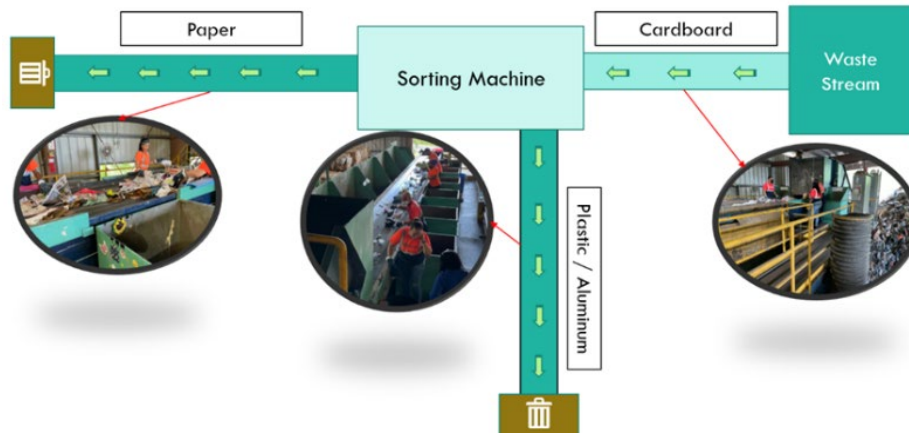 Paper
Cardboard
Sorting Machine
Waste
Stream
Plastic / Aluminum